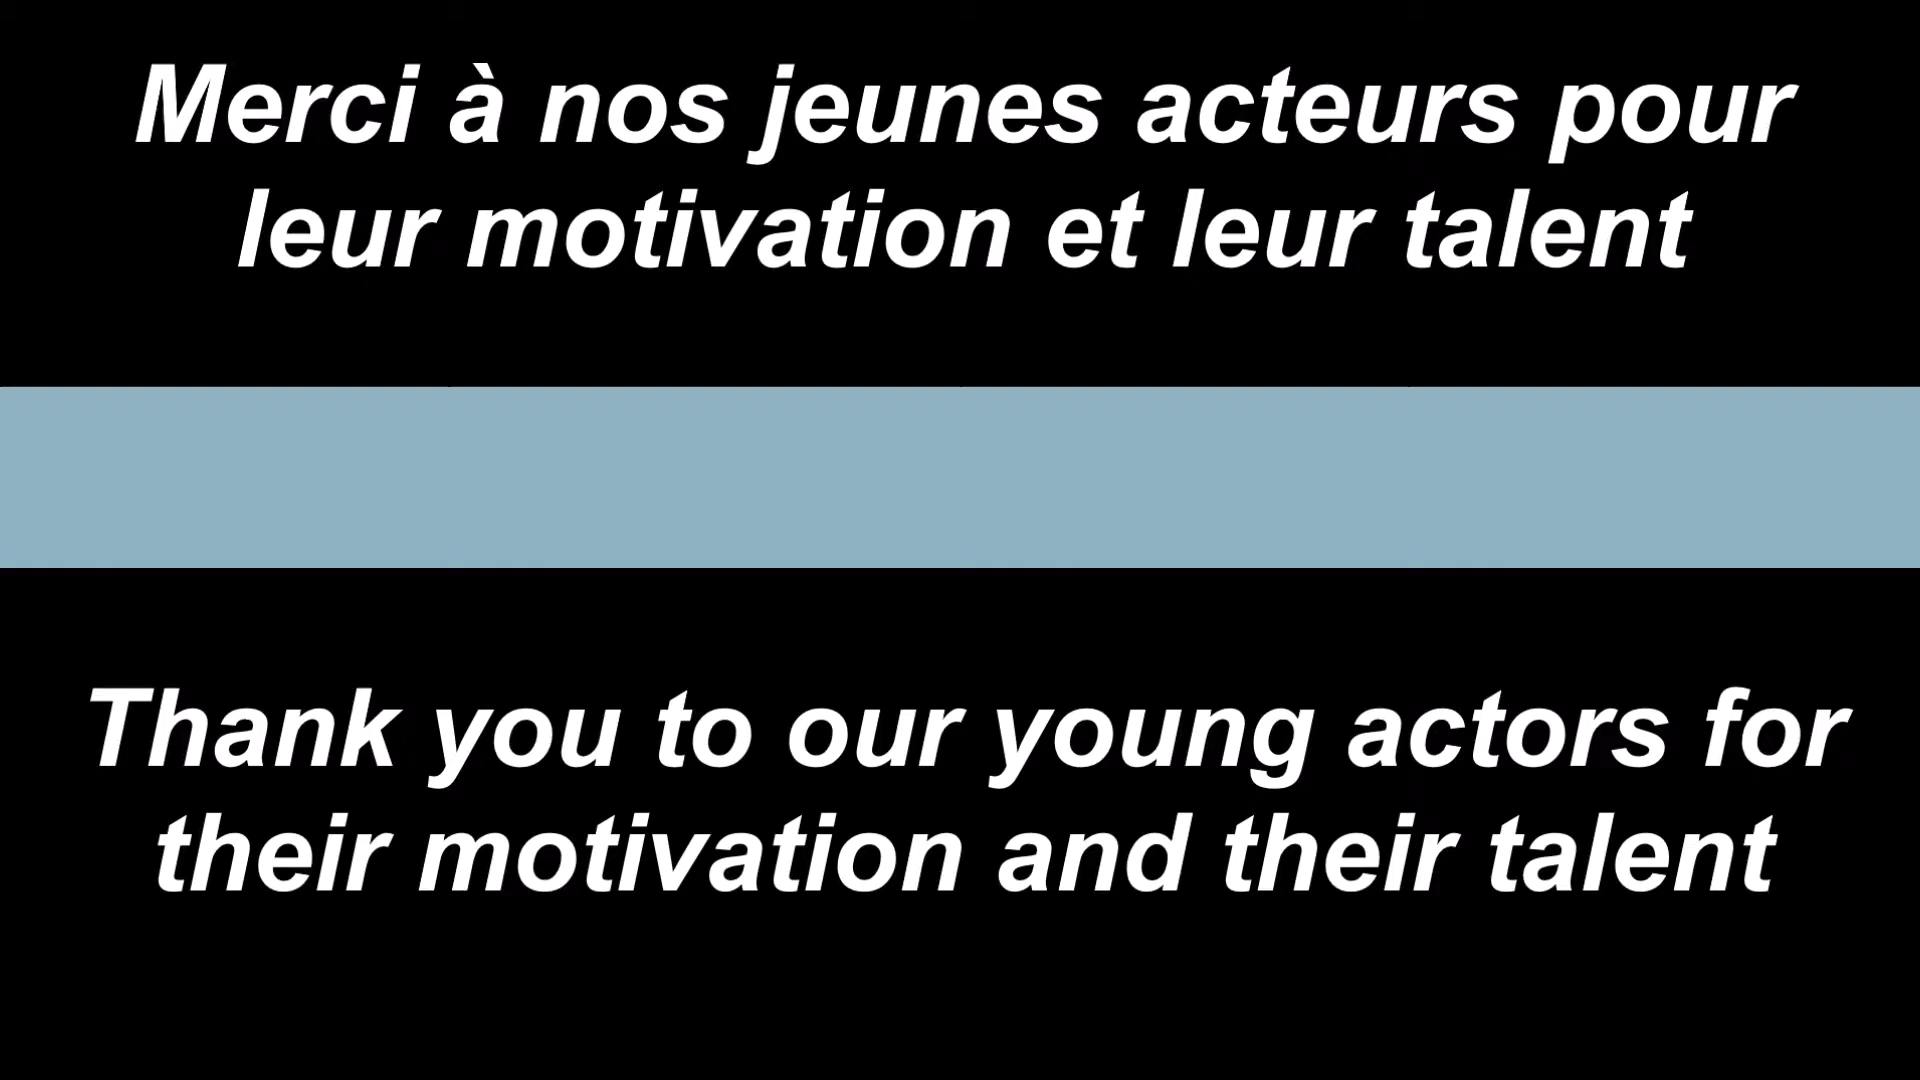 Merci à nos jeunes acteurs pour
leur motivation et leur talent
Thank you to our young actors for
their motivation and their talent